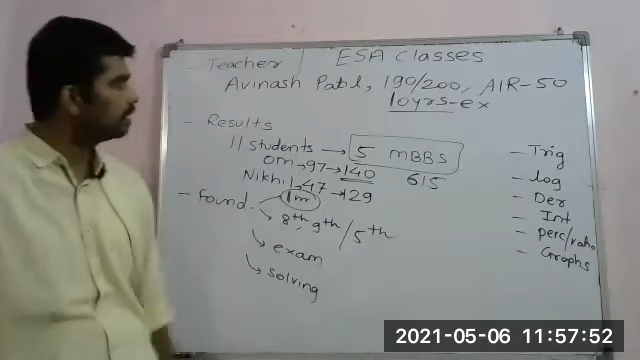 - Teacher / ESA Classes
Avinash Patil, 190/200, AIR-50
10yrs-ex
- Results
11 students → 5 MBBS
Om → 97 → 140 615
Nikhil → 47 → 129
- Found. 1m
→ 8th, 9th / 5th
→ exam
→ solving
- Trig
- log
- Der
- Int
- perc/ratio
- Graphs
2021-05-06 11:57:52